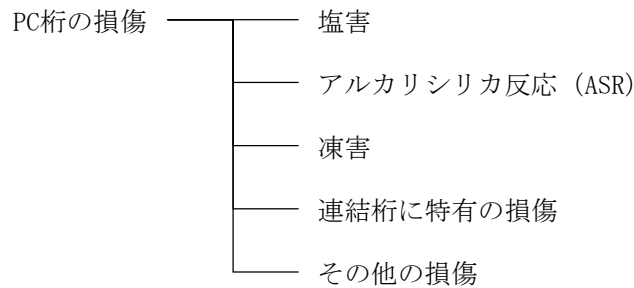 PC桁の損傷
塩害
アルカリシリカ反応（ASR）
凍害
連結桁に特有の損傷
その他の損傷